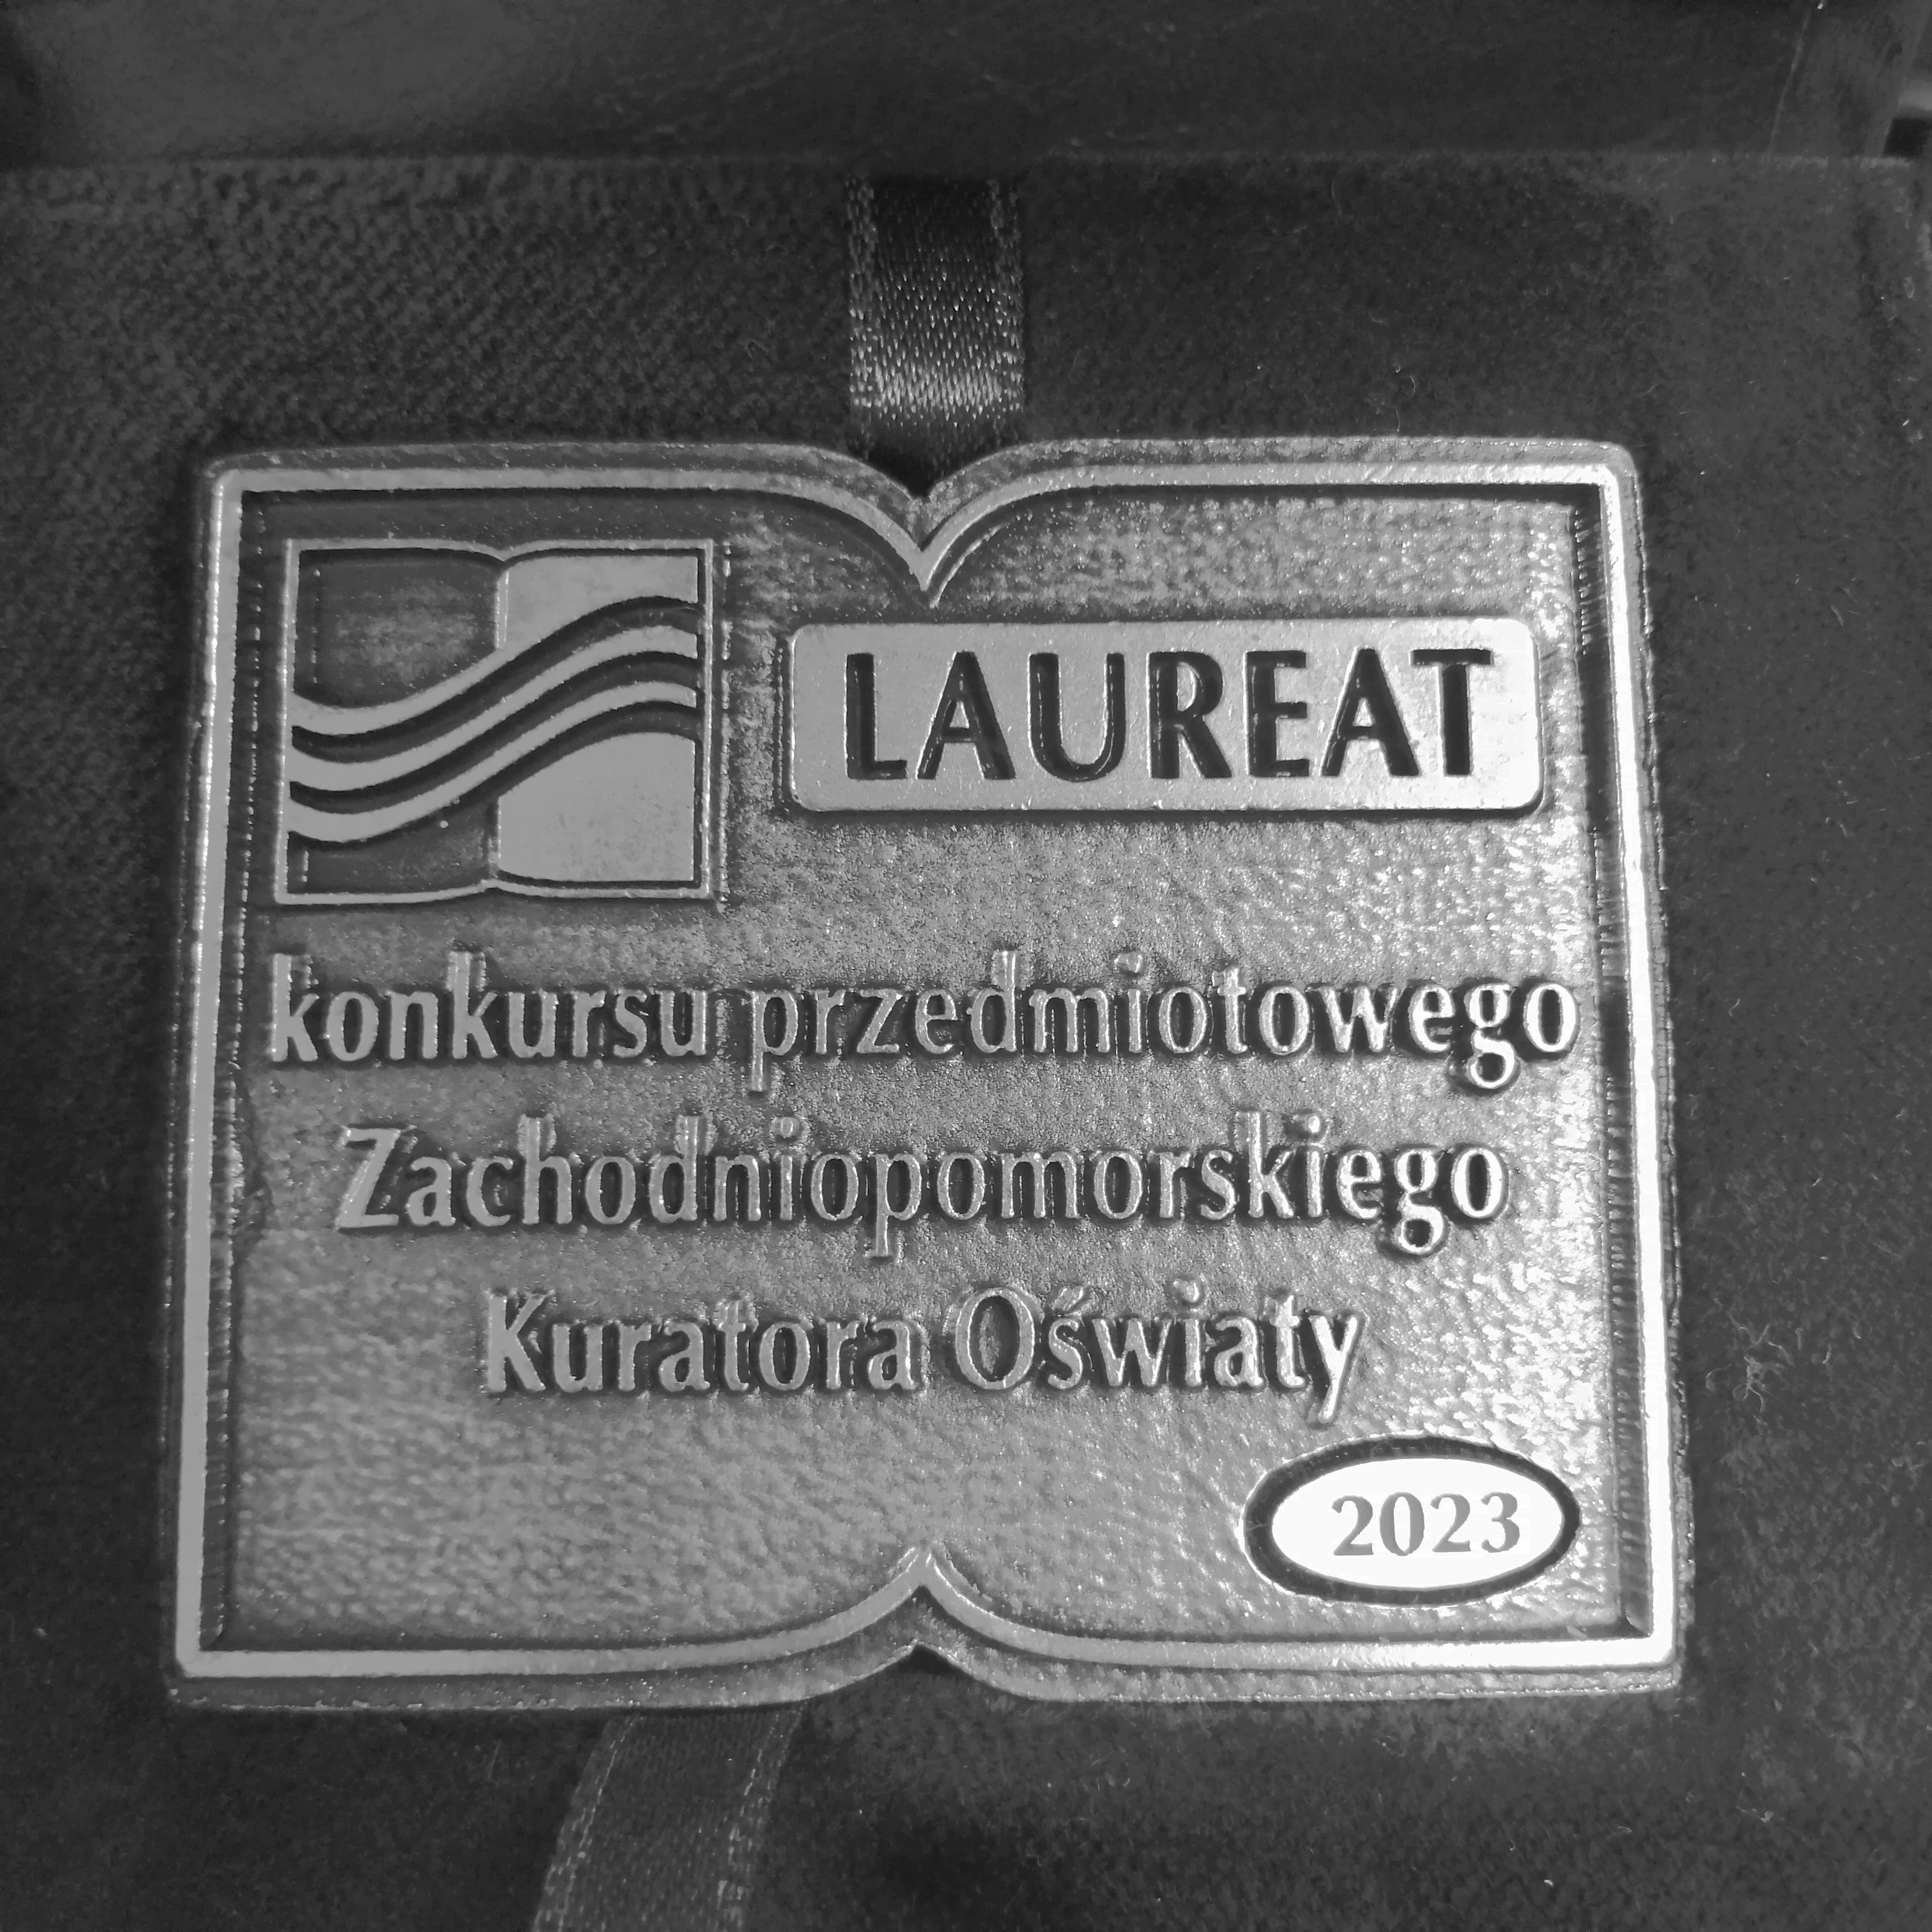 LAUREAT
konkursu przedmiotowego
Zachodniopomorskiego
Kuratora Oświaty
2023